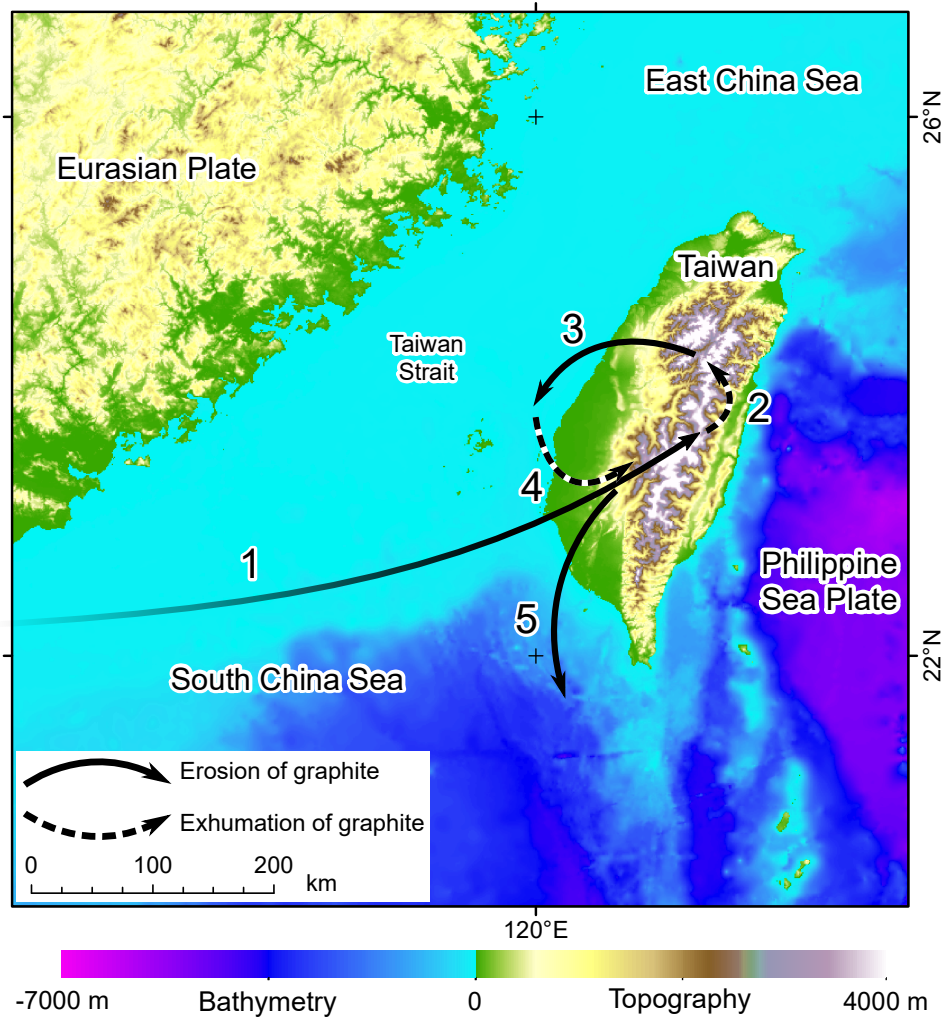 East China Sea
26°N
Eurasian Plate
Taiwan
3
Taiwan
Strait
2
4
1
Philippine
Sea Plate
5
22°N
South China Sea
Erosion of graphite
Exhumation of graphite
0 100 200
km
120°E
-7000 m Bathymetry 0 Topography 4000 m